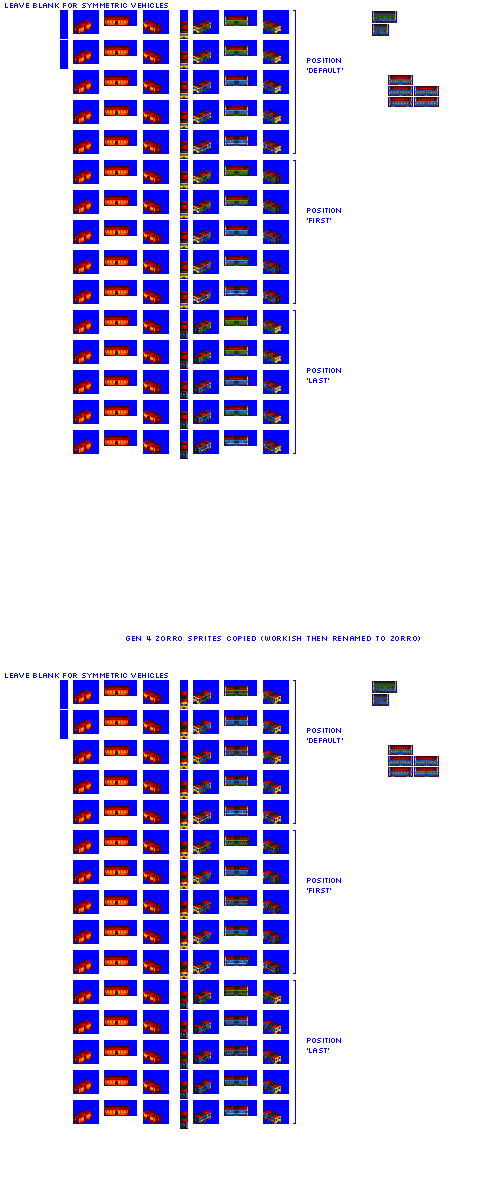 LEAVE BLANK FOR SYMMETRIC VEHICLES
POSITION
'DEFAULT'
POSITION
'FIRST'
POSITION
'LAST'
GEN 4 ZORRO SPRITES COPIED (WORKISH THEN RENAMED TO ZORRO)
LEAVE BLANK FOR SYMMETRIC VEHICLES
POSITION
'DEFAULT'
POSITION
'FIRST'
POSITION
'LAST'